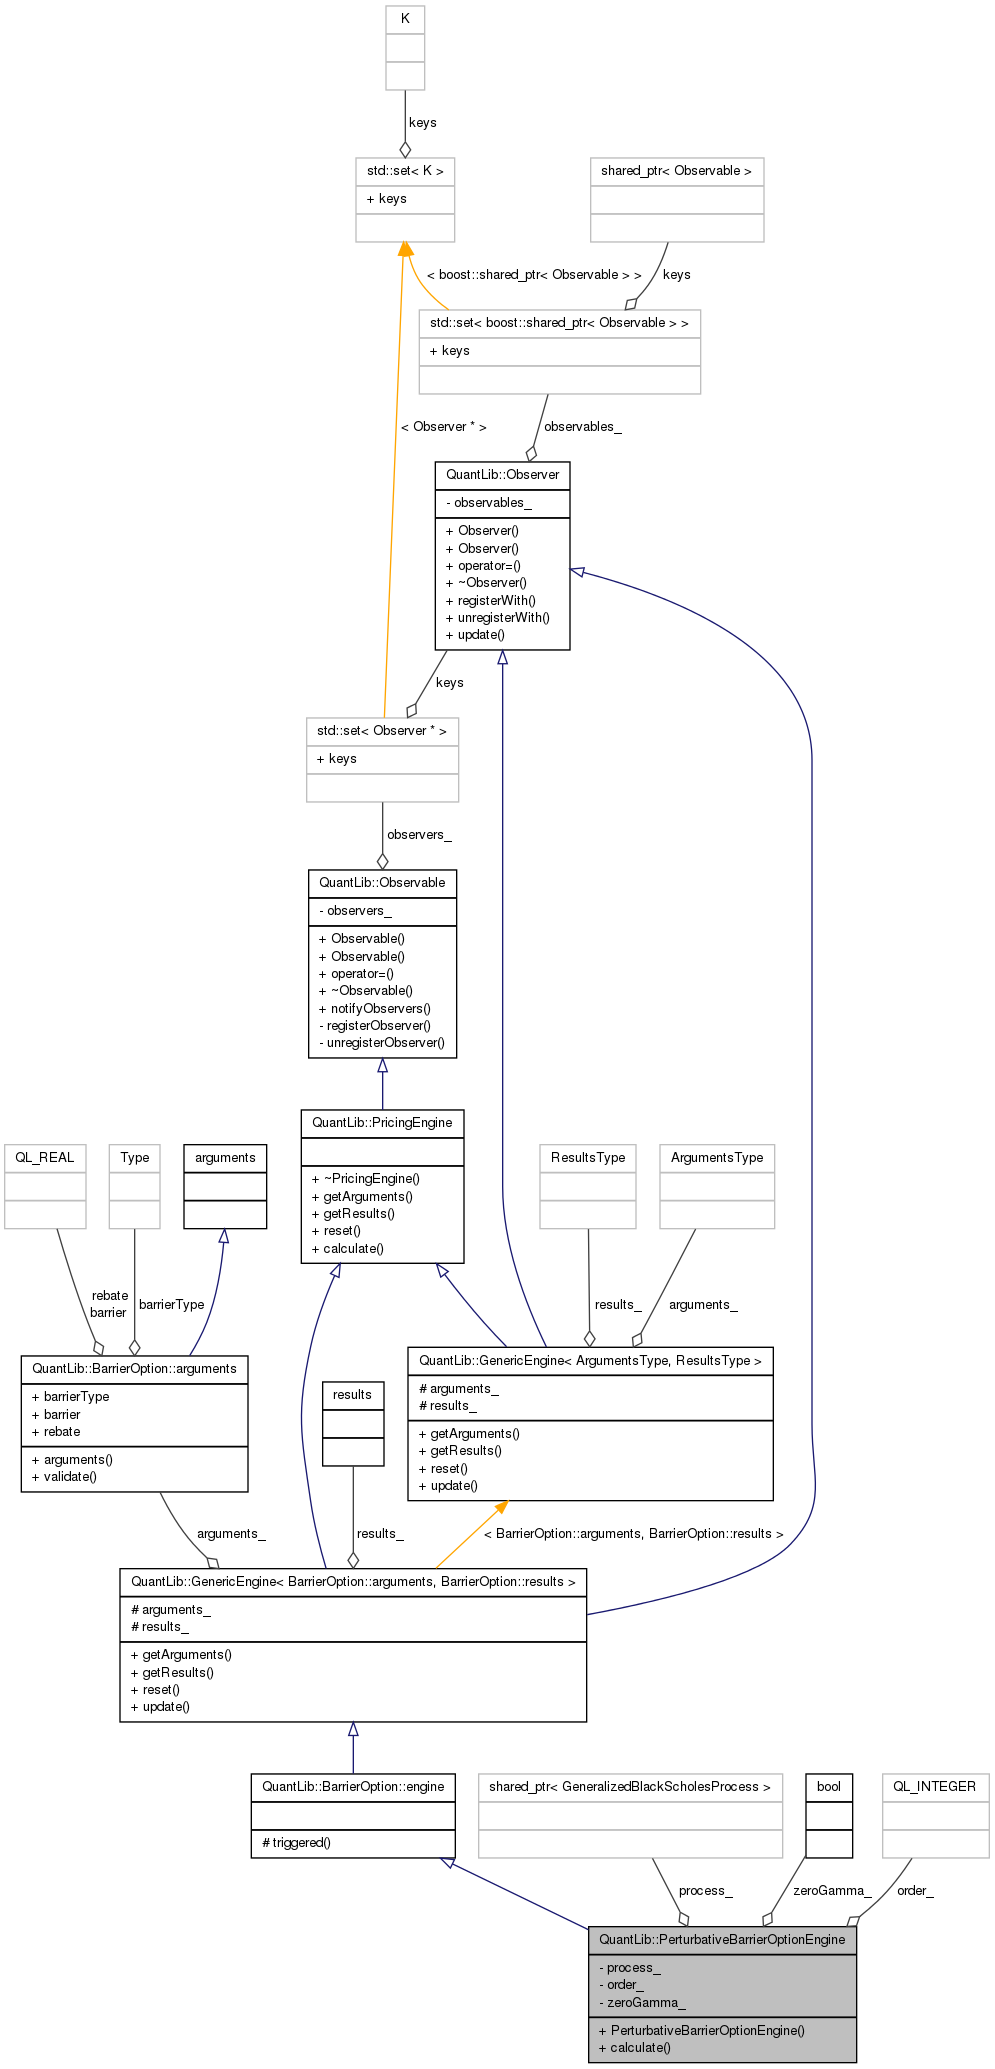 K
keys
std::set< K >
+ keys
shared_ptr< Observable >
< boost::shared_ptr< Observable > >
keys
std::set< boost::shared_ptr< Observable > >
+ keys
< Observer * >
observables_
QuantLib::Observer
- observables_
+ Observer()
+ Observer()
+ operator=()
+ ~Observer()
+ registerWith()
+ unregisterWith()
+ update()
keys
std::set< Observer * >
+ keys
observers_
QuantLib::Observable
- observers_
+ Observable()
+ Observable()
+ operator=()
+ ~Observable()
+ notifyObservers()
- registerObserver()
- unregisterObserver()
QuantLib::PricingEngine
+ ~PricingEngine()
+ getArguments()
+ getResults()
+ reset()
+ calculate()
QL_REAL
Type
arguments
ResultsType
ArgumentsType
rebate
barrier
barrierType
results_
arguments_
QuantLib::BarrierOption::arguments
+ barrierType
+ barrier
+ rebate
+ arguments()
+ validate()
results
QuantLib::GenericEngine< ArgumentsType, ResultsType >
# arguments_
# results_
+ getArguments()
+ getResults()
+ reset()
+ update()
arguments_
results_
< BarrierOption::arguments, BarrierOption::results >
QuantLib::GenericEngine< BarrierOption::arguments, BarrierOption::results >
# arguments_
# results_
+ getArguments()
+ getResults()
+ reset()
+ update()
QuantLib::BarrierOption::engine
# triggered()
shared_ptr< GeneralizedBlackScholesProcess >
bool
QL_INTEGER
process_
zeroGamma_
order_
QuantLib::PerturbativeBarrierOptionEngine
- process_
- order_
- zeroGamma_
+ PerturbativeBarrierOptionEngine()
+ calculate()